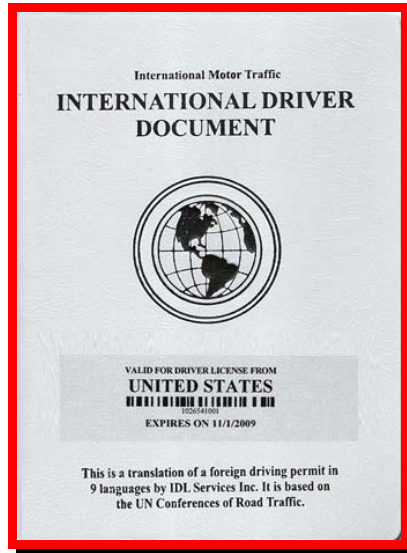 International Motor Traffic
INTERNATIONAL DRIVER
DOCUMENT
VALID FOR DRIVER LICENSE FROM
UNITED STATES
1026541001
EXPIRES ON 11/1/2009
This is a translation of a foreign driving permit in
9 languages by IDL Services Inc. It is based on
the UN Conferences of Road Traffic.